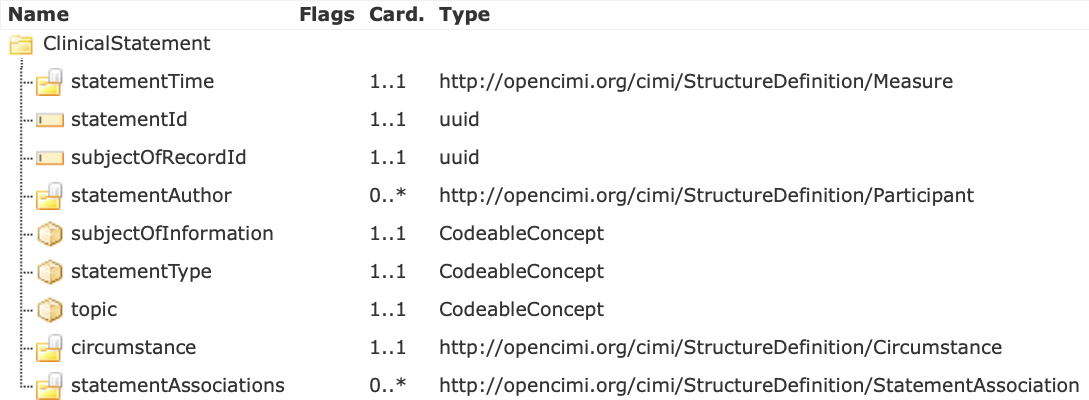 Name Flags Card. Type
ClinicalStatement
statementTime 1..1 http://opencimi.org/cimi/StructureDefinition/Measure
statementId 1..1 uuid
subjectOfRecordId 1..1 uuid
statementAuthor 0..* http://opencimi.org/cimi/StructureDefinition/Participant
subjectOfInformation 1..1 CodeableConcept
statementType 1..1 CodeableConcept
topic 1..1 CodeableConcept
circumstance 1..1 http://opencimi.org/cimi/StructureDefinition/Circumstance
statementAssociations 0..* http://opencimi.org/cimi/StructureDefinition/StatementAssociation